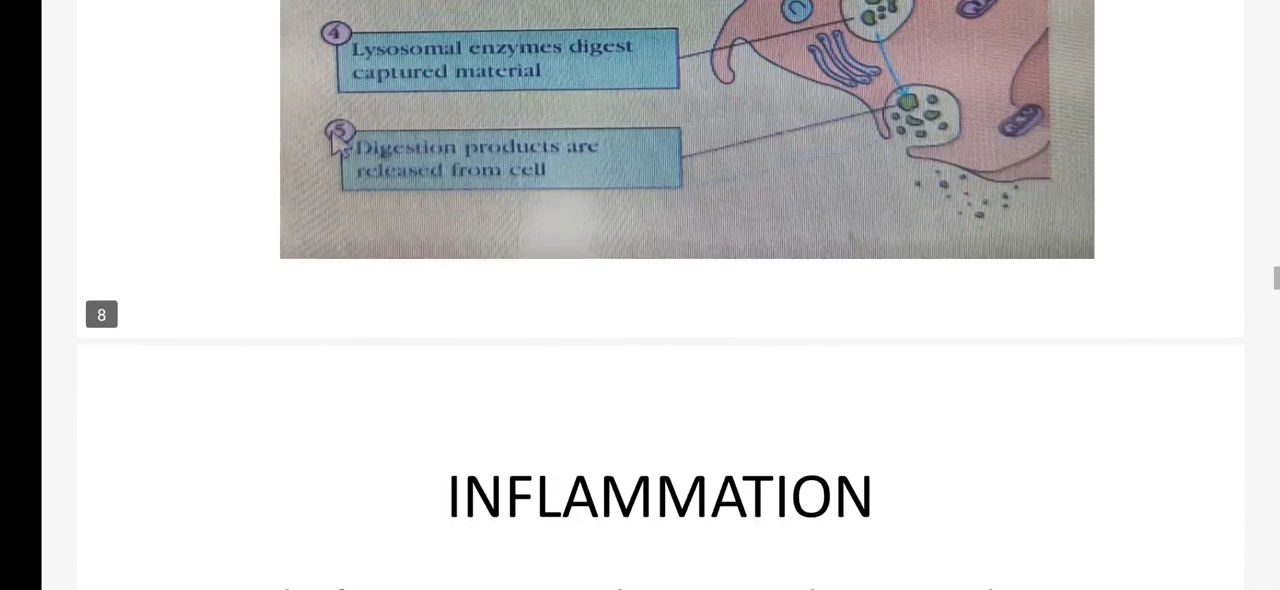 4
Lysosomal enzymes digest
captured material
5
Digestion products are
released from cell
8
INFLAMMATION